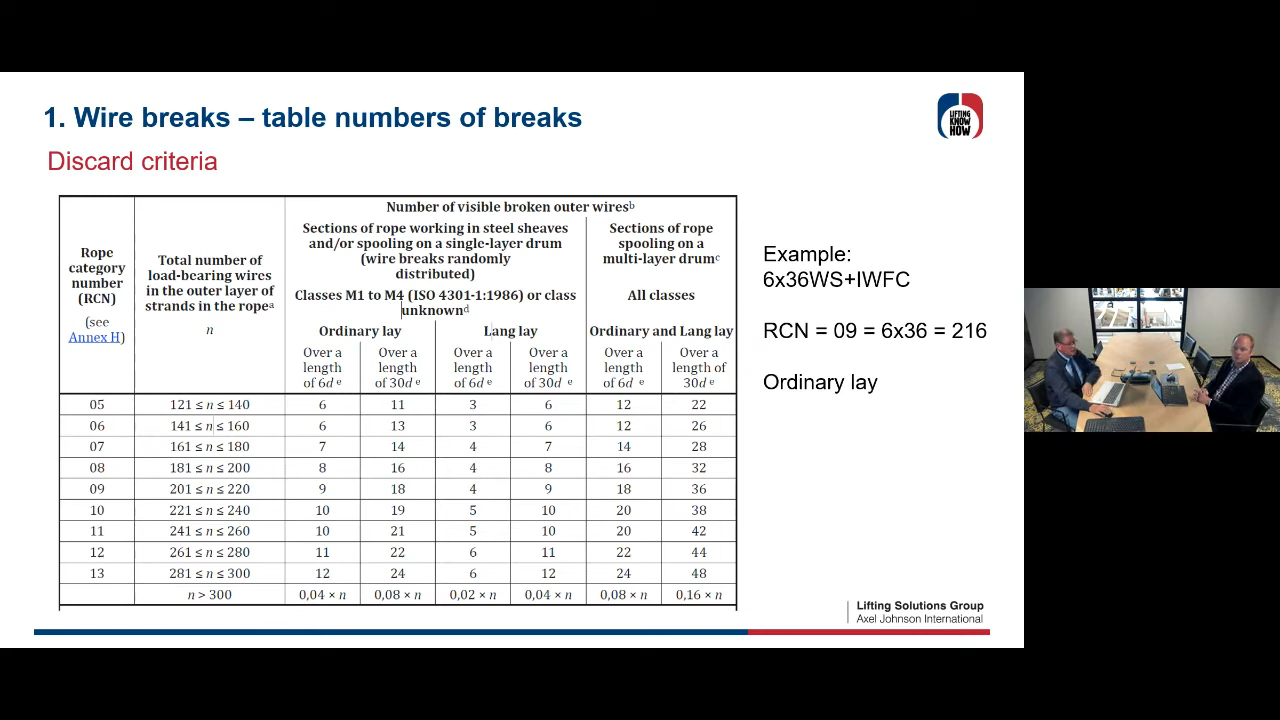 1. Wire breaks – table numbers of breaks
LIFTING
KNOW
HOW
Discard criteria
Rope
category
number
(RCN)
(see
Annex H)
Total number of
load-bearing wires
in the outer layer of
strands in the ropeᵃ
n
Number of visible broken outer wiresᵇ
Sections of rope working in steel sheaves
and/or spooling on a single-layer drum
(wire breaks randomly
distributed)
Sections of rope
spooling on a
multi-layer drumᶜ
Classes M1 to M4 (ISO 4301-1:1986) or class
unknownᵈ
All classes
Ordinary lay Lang lay Ordinary and Lang lay
Over a
length
of 6d ᵉ
Over a
length
of 30d ᵉ
Over a
length
of 6d ᵉ
Over a
length
of 30d ᵉ
Over a
length
of 6d ᵉ
Over a
length of
30d ᵉ
05 121 ≤ n ≤ 140 6 11 3 6 12 22
06 141 ≤ n ≤ 160 6 13 3 6 12 26
07 161 ≤ n ≤ 180 7 14 4 7 14 28
08 181 ≤ n ≤ 200 8 16 4 8 16 32
09 201 ≤ n ≤ 220 9 18 4 9 18 36
10 221 ≤ n ≤ 240 10 19 5 10 20 38
11 241 ≤ n ≤ 260 10 21 5 10 20 42
12 261 ≤ n ≤ 280 11 22 6 11 22 44
13 281 ≤ n ≤ 300 12 24 6 12 24 48
n > 300 0,04 × n 0,08 × n 0,02 × n 0,04 × n 0,08 × n 0,16 × n
Example:
6x36WS+IWFC
RCN = 09 = 6x36 = 216
Ordinary lay
Lifting Solutions Group
Axel Johnson International